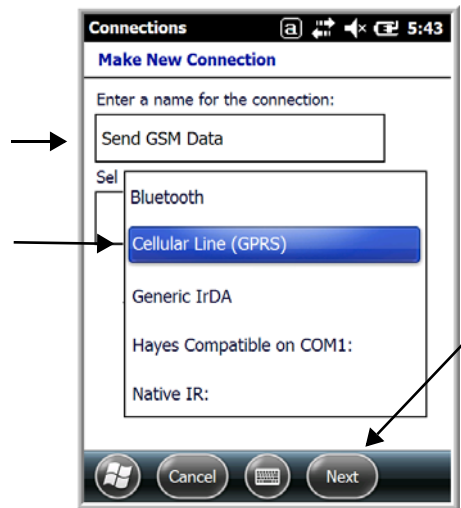 Connections a 5:43
Make New Connection
Enter a name for the connection:
Send GSM Data
Sel
Bluetooth
Cellular Line (GPRS)
Generic IrDA
Hayes Compatible on COM1:
Native IR:
Cancel Next